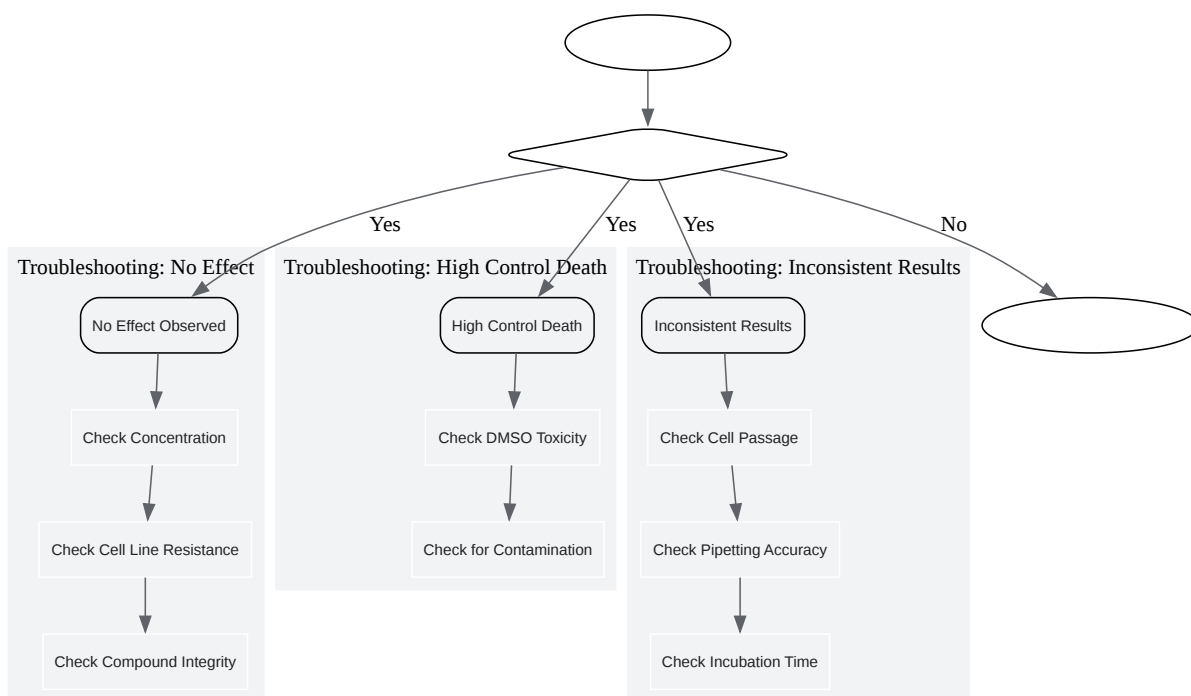 Yes
Yes
Yes
No
Troubleshooting: No Effect
Troubleshooting: High Control Death
Troubleshooting: Inconsistent Results
No Effect Observed
High Control Death
Inconsistent Results
Check Concentration
Check DMSO Toxicity
Check Cell Passage
Check Cell Line Resistance
Check for Contamination
Check Pipetting Accuracy
Check Compound Integrity
Check Incubation Time